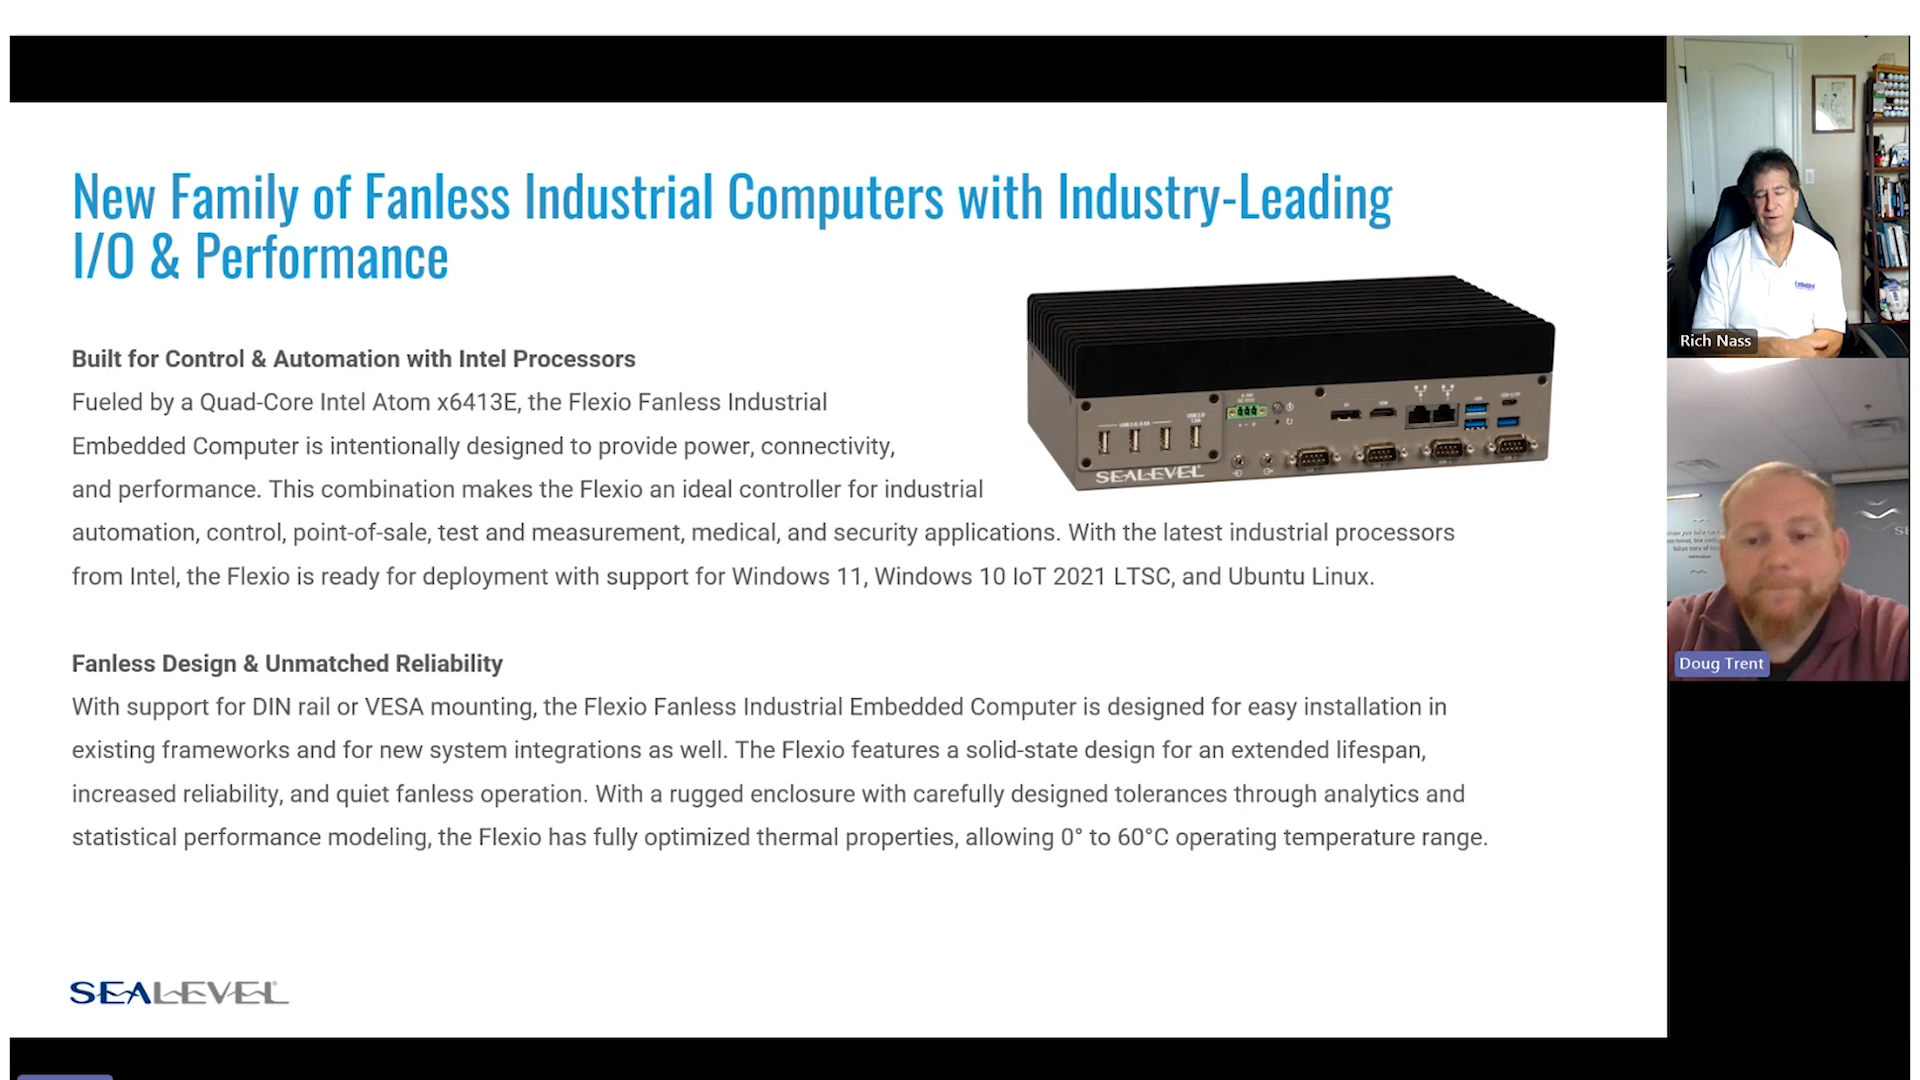 New Family of Fanless Industrial Computers with Industry-Leading
I/O & Performance
Built for Control & Automation with Intel Processors
Fueled by a Quad-Core Intel Atom x6413E, the Flexio Fanless Industrial
Embedded Computer is intentionally designed to provide power, connectivity,
and performance. This combination makes the Flexio an ideal controller for industrial
automation, control, point-of-sale, test and measurement, medical, and security applications. With the latest industrial processors
from Intel, the Flexio is ready for deployment with support for Windows 11, Windows 10 IoT 2021 LTSC, and Ubuntu Linux.
Fanless Design & Unmatched Reliability
With support for DIN rail or VESA mounting, the Flexio Fanless Industrial Embedded Computer is designed for easy installation in
existing frameworks and for new system integrations as well. The Flexio features a solid-state design for an extended lifespan,
increased reliability, and quiet fanless operation. With a rugged enclosure with carefully designed tolerances through analytics and
statistical performance modeling, the Flexio has fully optimized thermal properties, allowing 0° to 60°C operating temperature range.
SEALEVEL
SEALEVEL
Rich Nass
Doug Trent